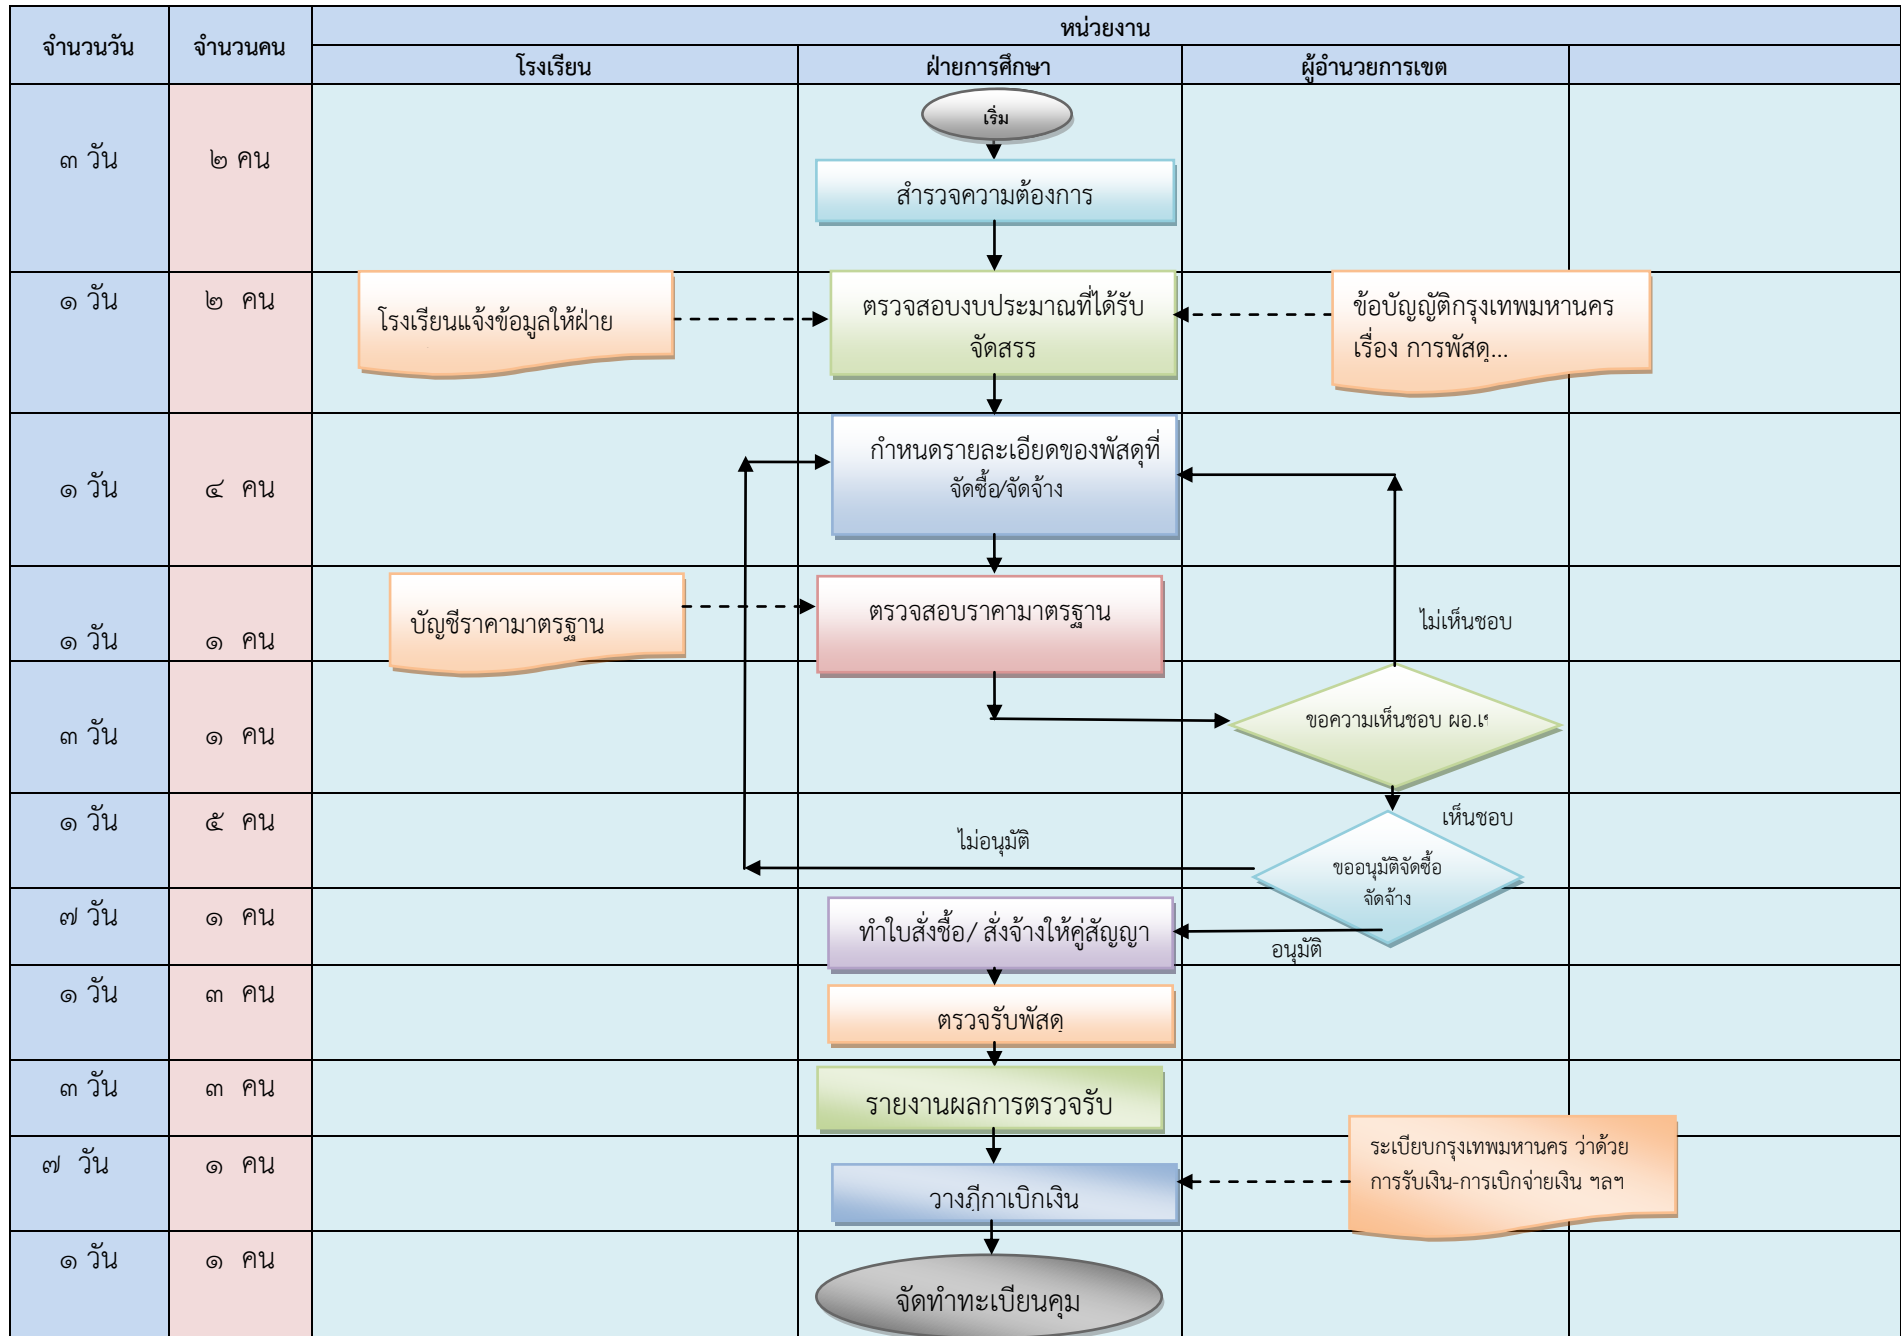 หน่วยงาน
จำนวนวัน
จำนวนคน
โรงเรียน
ฝ่ายการศึกษา
ผู้อำนวยการเขต
เริ่ม
๓ วัน
๒ คน
สำรวจความต้องการ
๑ วัน
๒ คน
โรงเรียนแจ้งข้อมูลให้ฝ่าย
ตรวจสอบงบประมาณที่ได้รับ
จัดสรร
ข้อบัญญัติกรุงเทพมหานคร
เรื่อง การพัสดุ...
๑ วัน
๔ คน
กำหนดรายละเอียดของพัสดุที่
จัดซื้อ/จัดจ้าง
๑ วัน
๑ คน
บัญชีราคามาตรฐาน
ตรวจสอบราคามาตรฐาน
ไม่เห็นชอบ
๓ วัน
๑ คน
ขอความเห็นชอบ ผอ.
๑ วัน
๕ คน
เห็นชอบ
ไม่อนุมัติ
ขออนุมัติจัดซื้อ
จัดจ้าง
๗ วัน
๑ คน
ทำใบสั่งซื้อ/ สั่งจ้างให้คู่สัญญา
อนุมัติ
๑ วัน
๓ คน
ตรวจรับพัสดุ
๓ วัน
๓ คน
รายงานผลการตรวจรับ
๗ วัน
๑ คน
วางฎีกาเบิกเงิน
ระเบียบกรุงเทพมหานคร ว่าด้วย
การรับเงิน-การเบิกจ่ายเงิน ฯลฯ
๑ วัน
๑ คน
จัดทำทะเบียนคุม